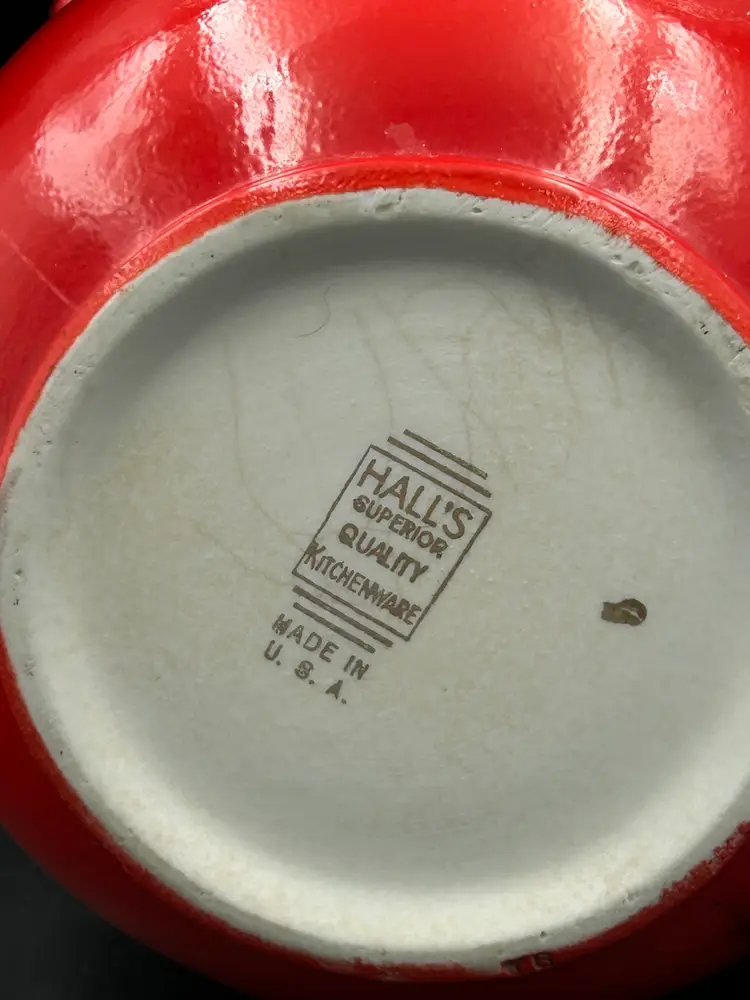 HALL'S
SUPERIOR
QUALITY
KITCHENWARE
MADE IN
U. S. A.